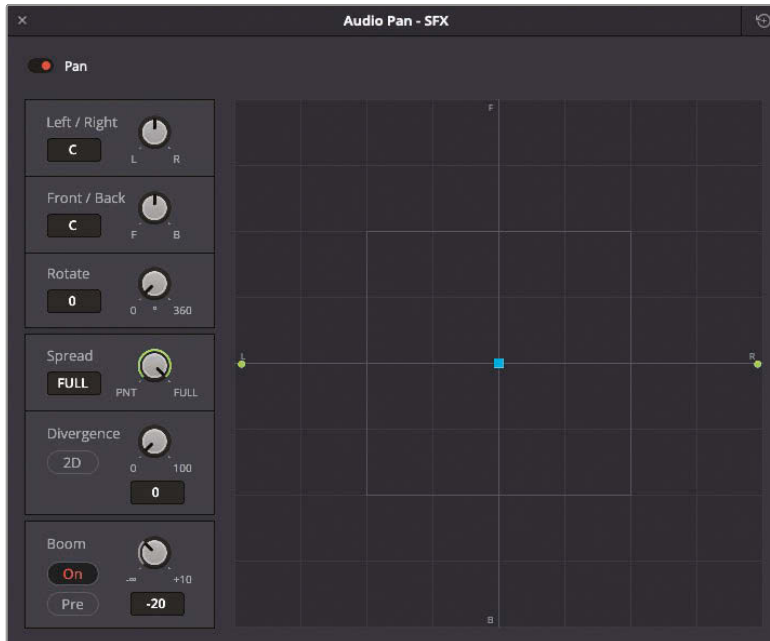 Audio Pan - SFX
Pan
Left / Right
C
L R
Front / Back
C
F B
Rotate
0
0 ° 360
Spread
FULL
PNT FULL
Divergence
2D
0 100
0
Boom
On
-∞ +10
Pre
-20
F
L
R
B